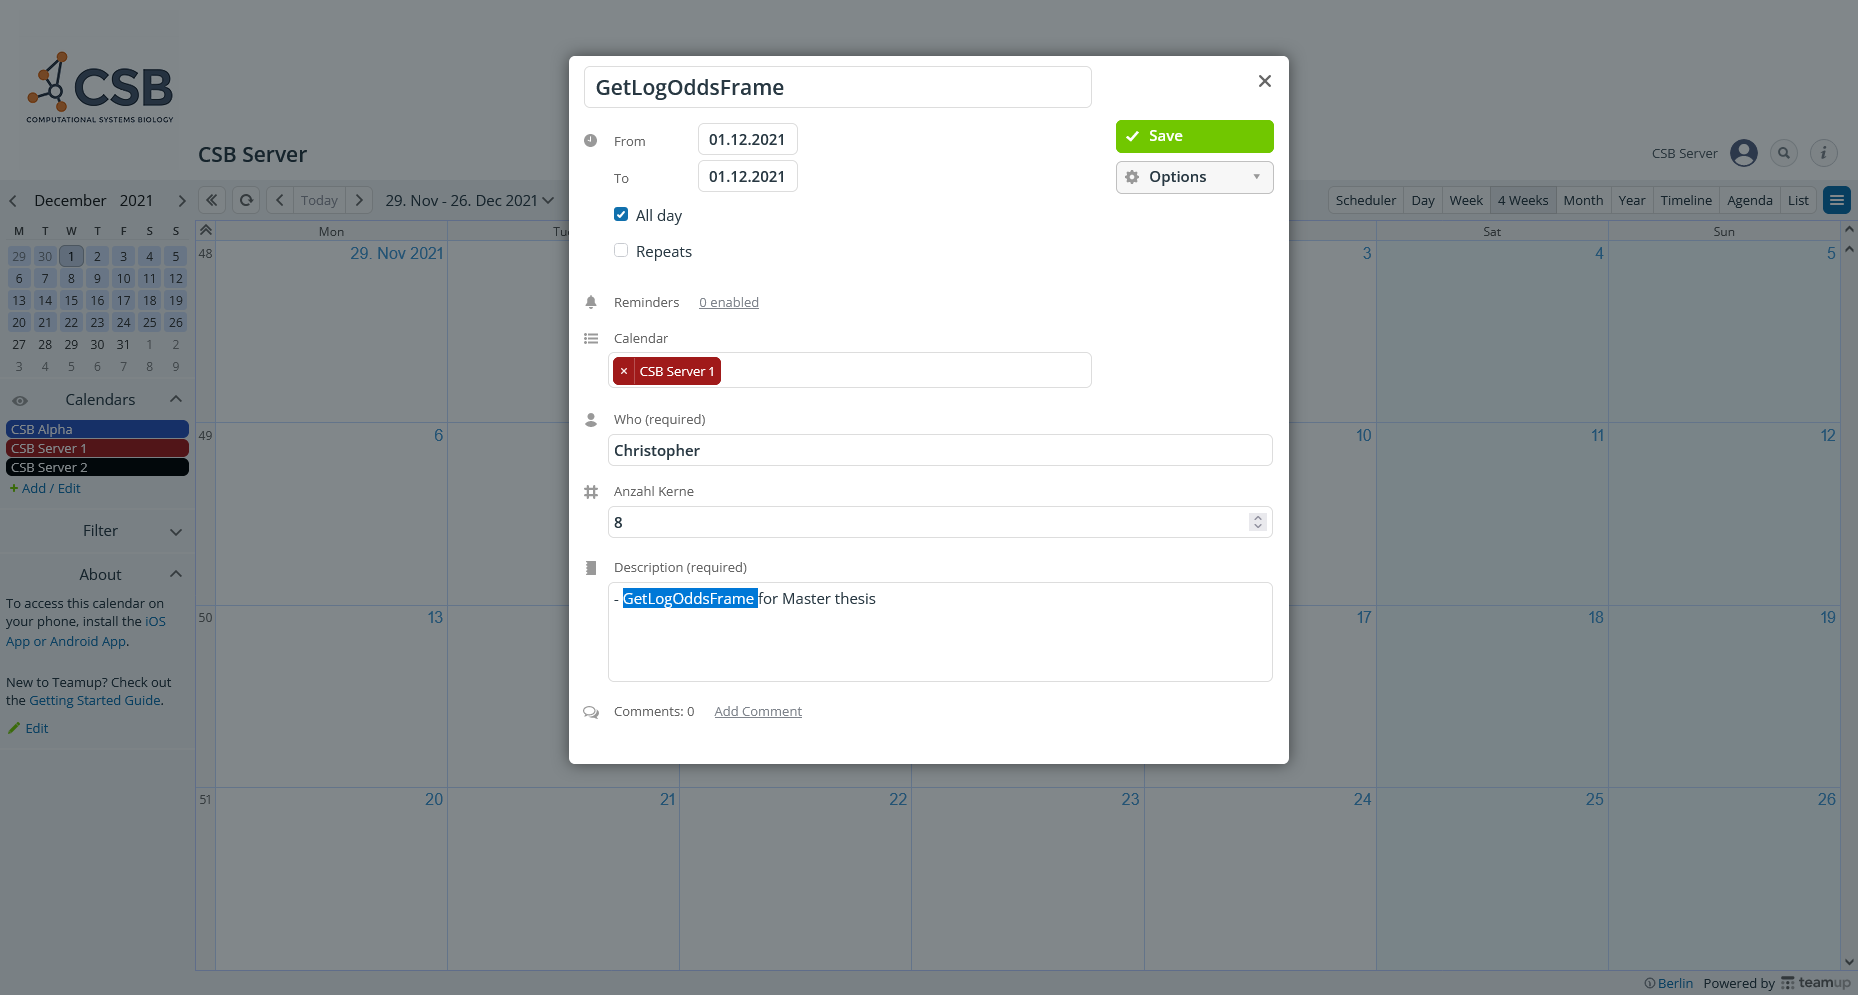 CSB
COMPUTATIONAL SYSTEMS BIOLOGY
CSB Server
CSB Server
December 2021
Today
29. Nov - 26. Dec 2021
Scheduler Day Week 4 Weeks Month Year Timeline Agenda List
M T W T F S S
29 30 1 2 3 4 5
6 7 8 9 10 11 12
13 14 15 16 17 18 19
20 21 22 23 24 25 26
27 28 29 30 31 1 2
3 4 5 6 7 8 9
Calendars
CSB Alpha
CSB Server 1
CSB Server 2
+ Add / Edit
Filter
About
To access this calendar on
your phone, install the iOS
App or Android App.
New to Teamup? Check out
the Getting Started Guide.
Edit
Mon Tu Sat Sun
48 29. Nov 2021 3 4 5
49 6 10 11 12
50 13 17 18 19
51 20 21 22 23 24 25 26
GetLogOddsFrame
From 01.12.2021
To 01.12.2021
All day
Repeats
Save
Options
Reminders 0 enabled
Calendar
× CSB Server 1
Who (required)
Christopher
Anzahl Kerne
8
Description (required)
- GetLogOddsFrame for Master thesis
Comments: 0 Add Comment
Berlin Powered by teamup